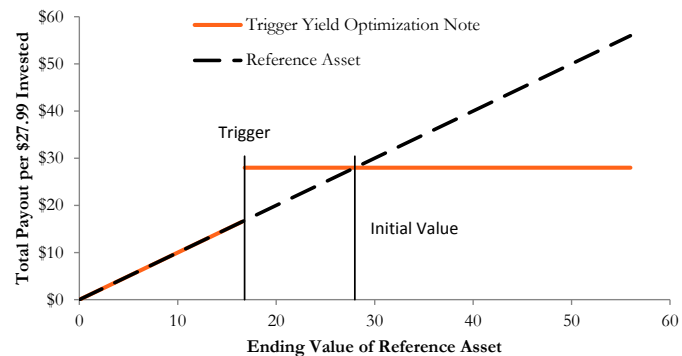 Total Payout per $27.99 Invested
$60
$50
$40
$30
$20
$10
$0
Trigger Yield Optimization Note
Reference Asset
Trigger
Initial Value
0
10
20
30
40
50
60
Ending Value of Reference Asset